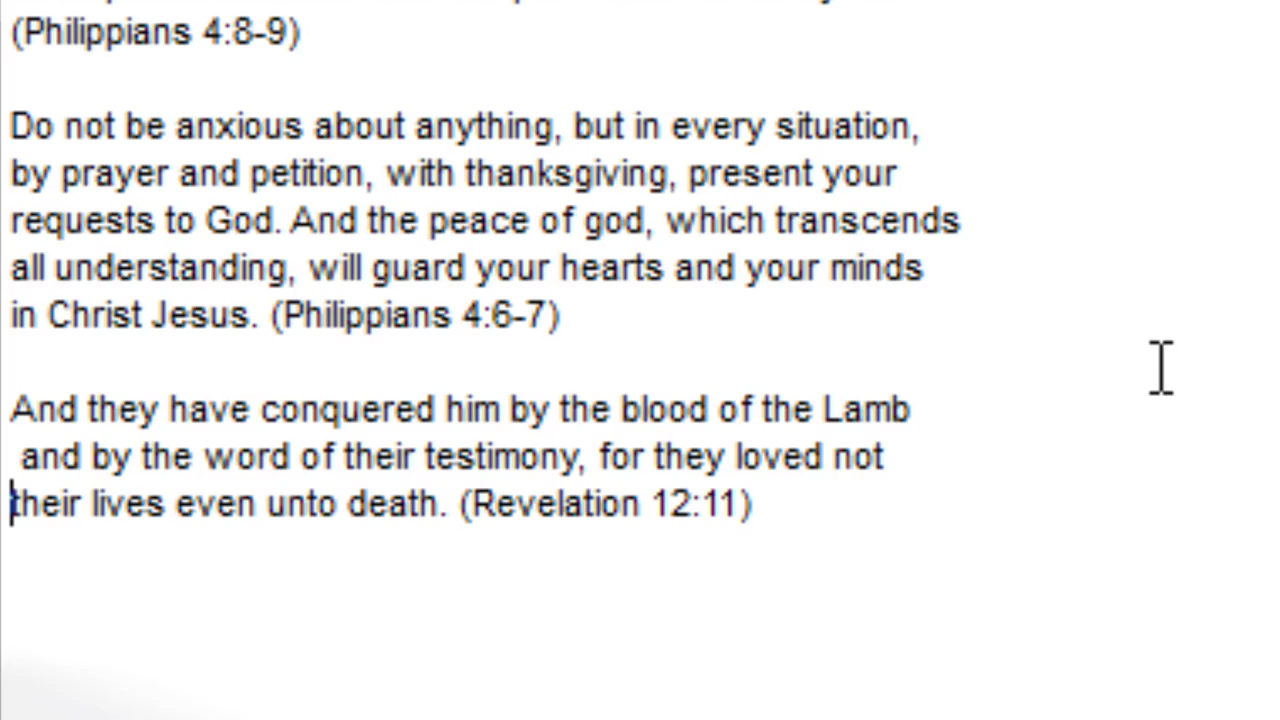 (Philippians 4:8-9)
Do not be anxious about anything, but in every situation,
by prayer and petition, with thanksgiving, present your
requests to God. And the peace of god, which transcends
all understanding, will guard your hearts and your minds
in Christ Jesus. (Philippians 4:6-7)
And they have conquered him by the blood of the Lamb
and by the word of their testimony, for they loved not
their lives even unto death. (Revelation 12:11)